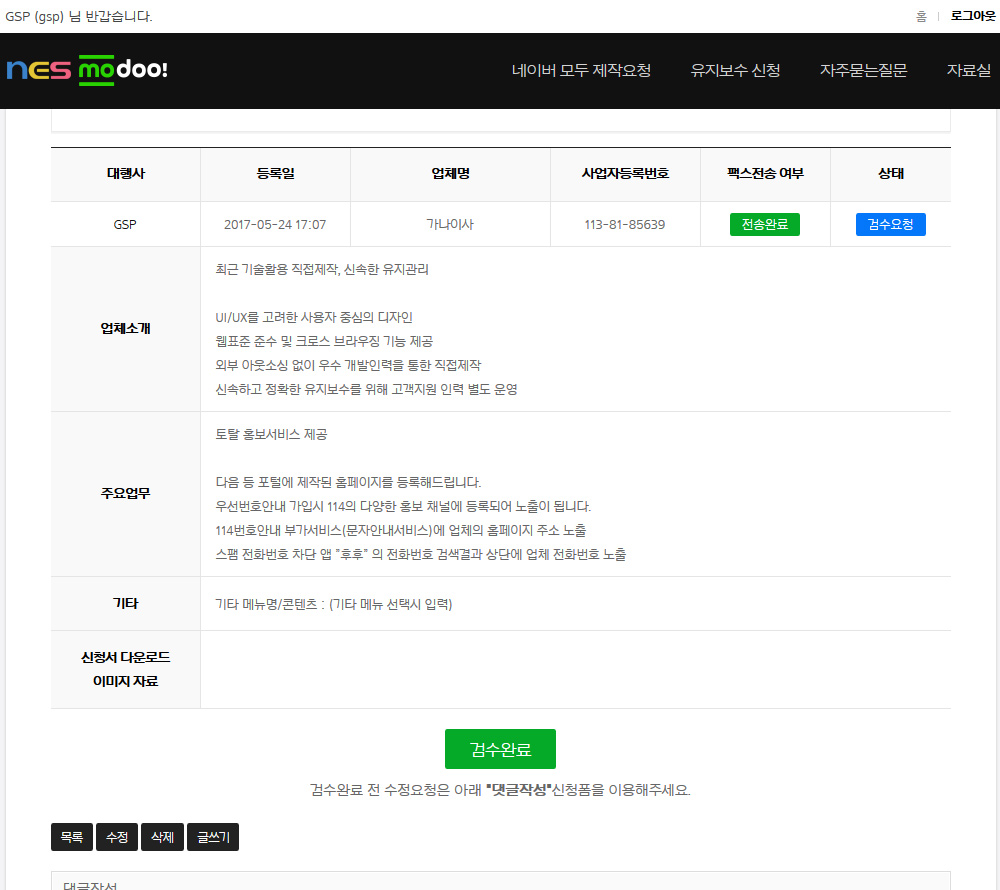 GSP (gsp) 님 반갑습니다.
홈 | 로그아웃
nes modoo!
네이버 모두 제작요청 유지보수 신청 자주묻는질문 자료실
대행사 등록일 업체명 사업자등록번호 팩스전송 여부 상태
GSP 2017-05-24 17:07 가나이사 113-81-85639 전송완료 검수요청
업체소개
최근 기술활용 직접제작, 신속한 유지관리
UI/UX를 고려한 사용자 중심의 디자인
웹표준 준수 및 크로스 브라우징 기능 제공
외부 아웃소싱 없이 우수 개발인력을 통한 직접제작
신속하고 정확한 유지보수를 위해 고객지원 인력 별도 운영
주요업무
토탈 홍보서비스 제공
다음 등 포털에 제작된 홈페이지를 등록해드립니다.
우선번호안내 가입시 114의 다양한 홍보 채널에 등록되어 노출이 됩니다.
114번호안내 부가서비스(문자안내서비스)에 업체의 홈페이지 주소 노출
스팸 전화번호 차단 앱 "후후" 의 전화번호 검색결과 상단에 업체 전화번호 노출
기타
기타 메뉴명/콘텐츠 : (기타 메뉴 선택시 입력)
신청서 다운로드
이미지 자료
검수완료
검수완료 전 수정요청은 아래 "댓글작성"신청폼을 이용해주세요.
목록 수정 삭제 글쓰기
댓글작성